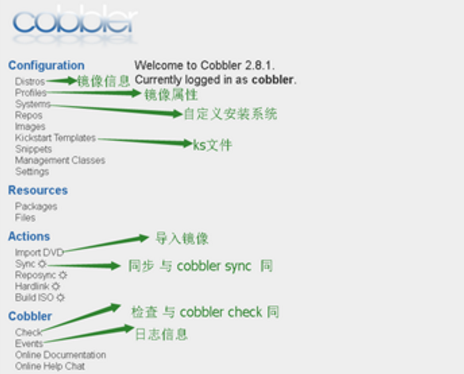 cobbler
Configuration
Welcome to Cobbler 2.8.1.
Distros
镜像信息
Currently logged in as cobbler.
Profiles
镜像属性
Systems
自定义安装系统
Repos
Images
Kickstart Templates
ks文件
Snippets
Management Classes
Settings
Resources
Packages
Files
Actions
导入镜像
Import DVD
Sync
同步 与 cobbler sync 同
Reposync
Hardlink
Build ISO
Cobbler
检查 与 cobbler check 同
Check
日志信息
Events
Online Documentation
Online Help Chat